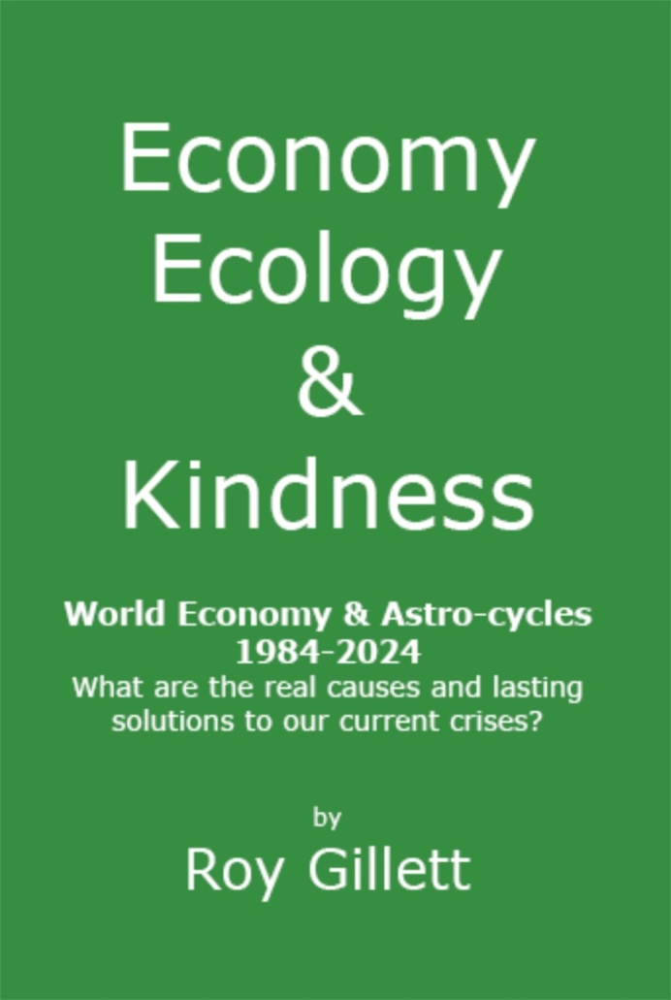 Economy
Ecology
&
Kindness
World Economy & Astro-cycles
1984-2024
What are the real causes and lasting
solutions to our current crises?
by
Roy Gillett